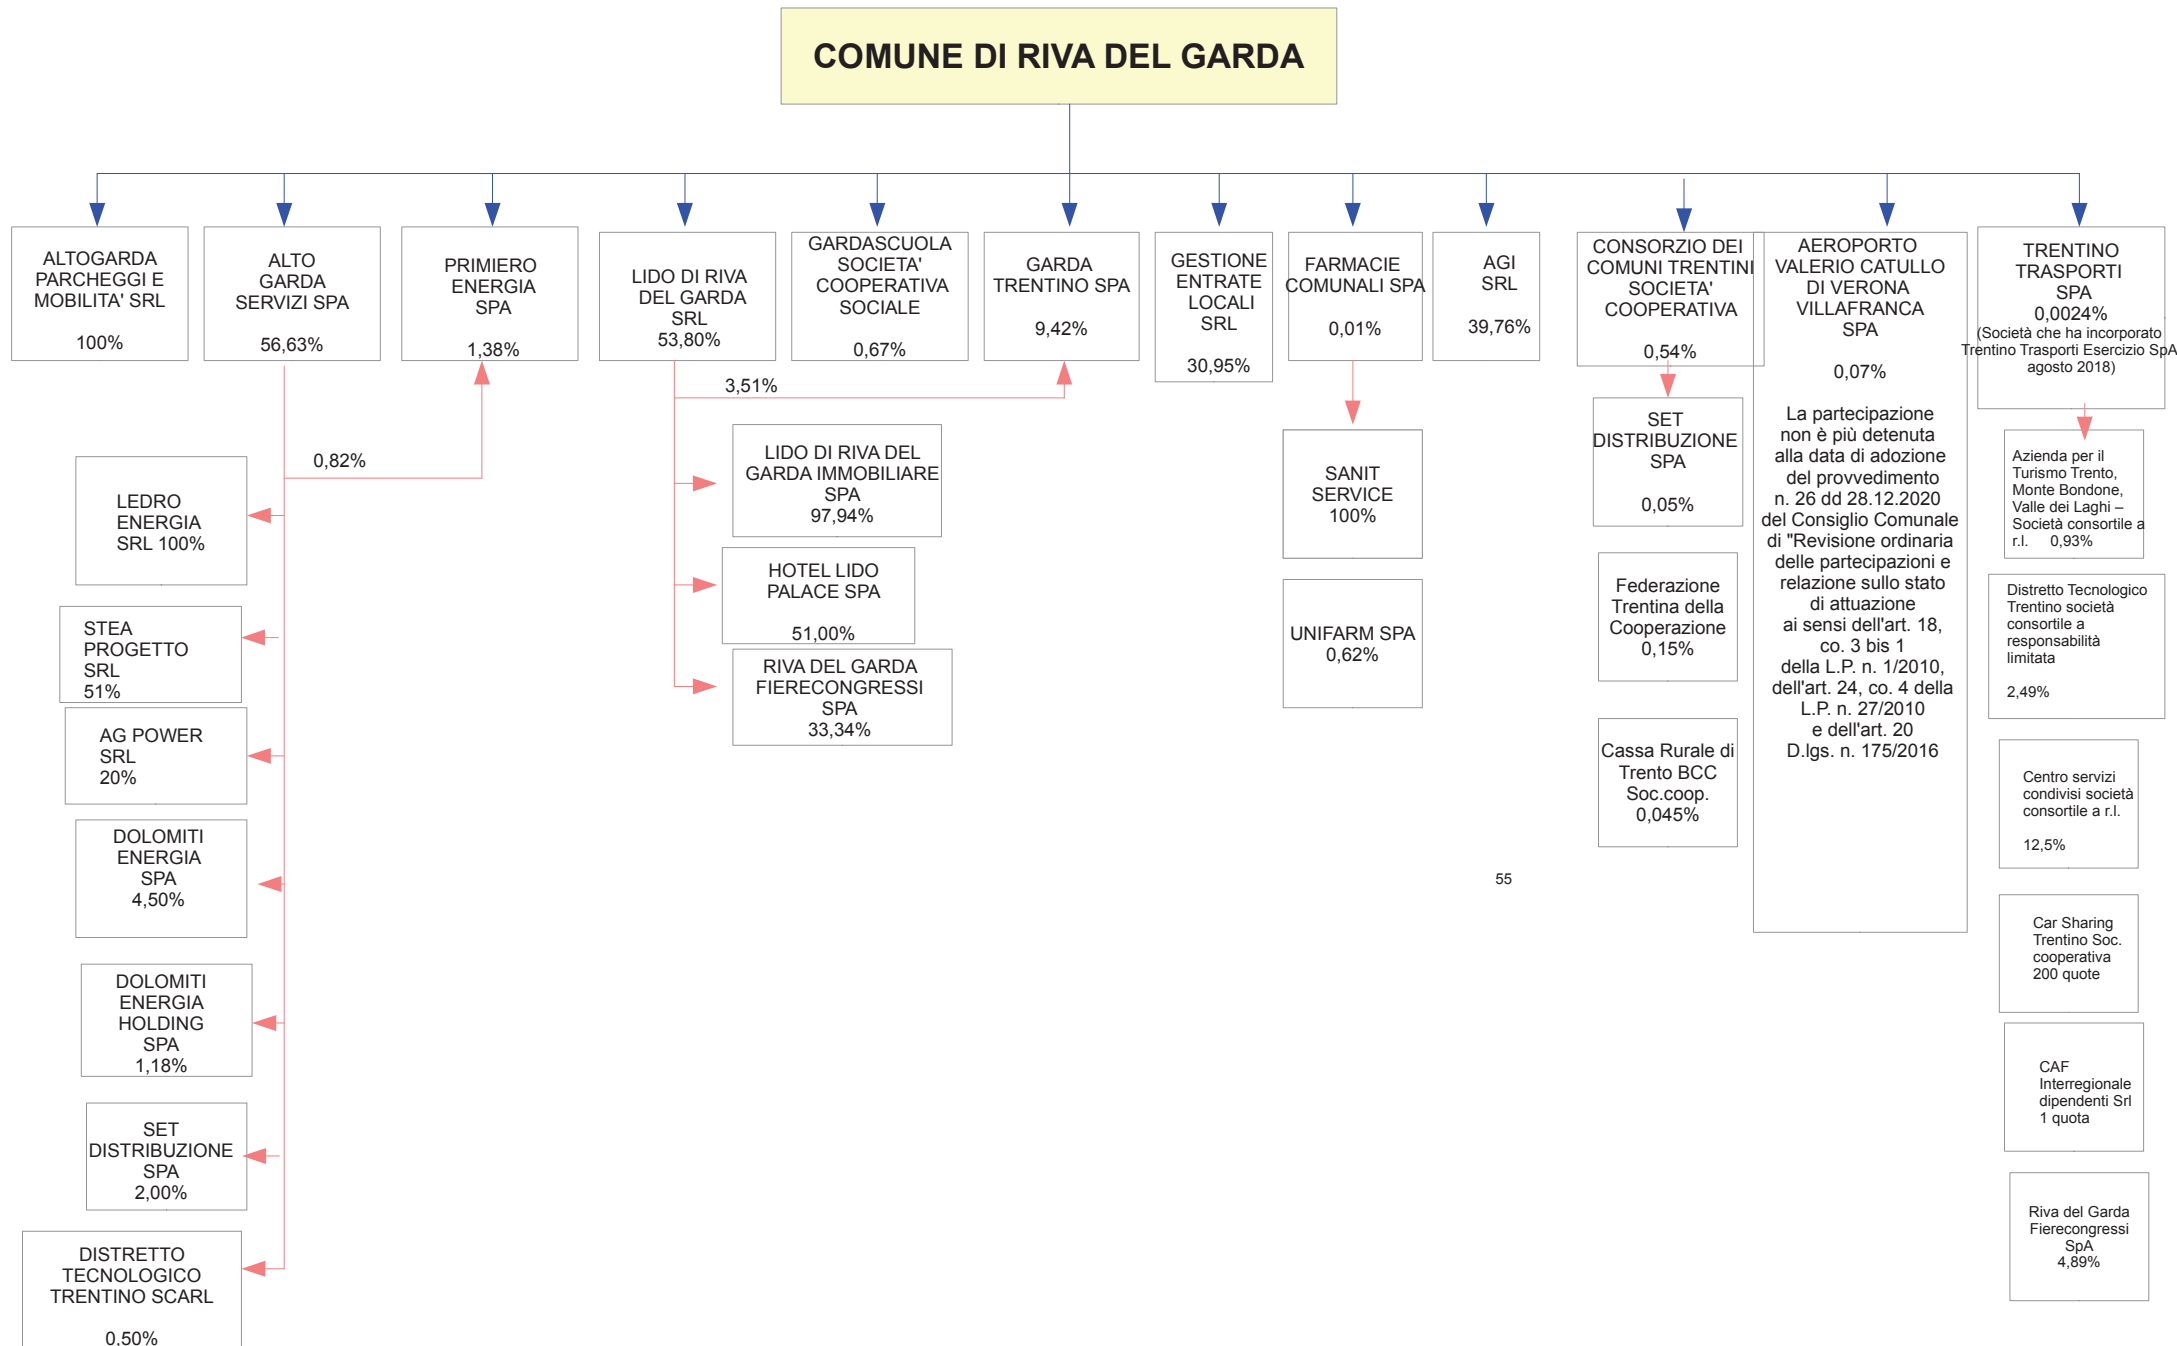 COMUNE DI RIVA DEL GARDA
ALTOGARDA
PARCHEGGI E
MOBILITA' SRL
100%
ALTO
GARDA
SERVIZI SPA
56,63%
PRIMIERO
ENERGIA
SPA
1,38%
LIDO DI RIVA
DEL GARDA
SRL
53,80%
GARDASCUOLA
SOCIETA'
COOPERATIVA
SOCIALE
0,67%
GARDA
TRENTINO SPA
9,42%
GESTIONE
ENTRATE
LOCALI
SRL
30,95%
FARMACIE
COMUNALI SPA
0,01%
AGI
SRL
39,76%
CONSORZIO DEI
COMUNI TRENTINI
SOCIETA'
COOPERATIVA
0,54%
AEROPORTO
VALERIO CATULLO
DI VERONA
VILLAFRANCA
SPA
0,07%
La partecipazione
non è più detenuta
alla data di adozione
del provvedimento
n. 26 dd 28.12.2020
del Consiglio Comunale
di "Revisione ordinaria
delle partecipazioni e
relazione sullo stato
di attuazione
ai sensi dell'art. 18,
co. 3 bis 1
della L.P. n. 1/2010,
dell'art. 24, co. 4 della
L.P. n. 27/2010
e dell'art. 20
D.lgs. n. 175/2016
TRENTINO
TRASPORTI
SPA
0,0024%
(Società che ha incorporato
Trentino Trasporti Esercizio SpA
agosto 2018)
3,51%
0,82%
LEDRO
ENERGIA
SRL 100%
STEA
PROGETTO
SRL
51%
AG POWER
SRL
20%
DOLOMITI
ENERGIA
SPA
4,50%
DOLOMITI
ENERGIA
HOLDING
SPA
1,18%
SET
DISTRIBUZIONE
SPA
2,00%
DISTRETTO
TECNOLOGICO
TRENTINO SCARL
0,50%
LIDO DI RIVA DEL
GARDA IMMOBILIARE
SPA
97,94%
HOTEL LIDO
PALACE SPA
51,00%
RIVA DEL GARDA
FIERECONGRESSI
SPA
33,34%
SANIT
SERVICE
100%
UNIFARM SPA
0,62%
SET
DISTRIBUZIONE
SPA
0,05%
Federazione
Trentina della
Cooperazione
0,15%
Cassa Rurale di
Trento BCC
Soc.coop.
0,045%
Azienda per il
Turismo Trento,
Monte Bondone,
Valle dei Laghi –
Società consortile a
r.l. 0,93%
Distretto Tecnologico
Trentino società
consortile a
responsabilità
limitata
2,49%
Centro servizi
condivisi società
consortile a r.l.
12,5%
Car Sharing
Trentino Soc.
cooperativa
200 quote
CAF
Interregionale
dipendenti Srl
1 quota
Riva del Garda
Fierecongressi
SpA
4,89%
55